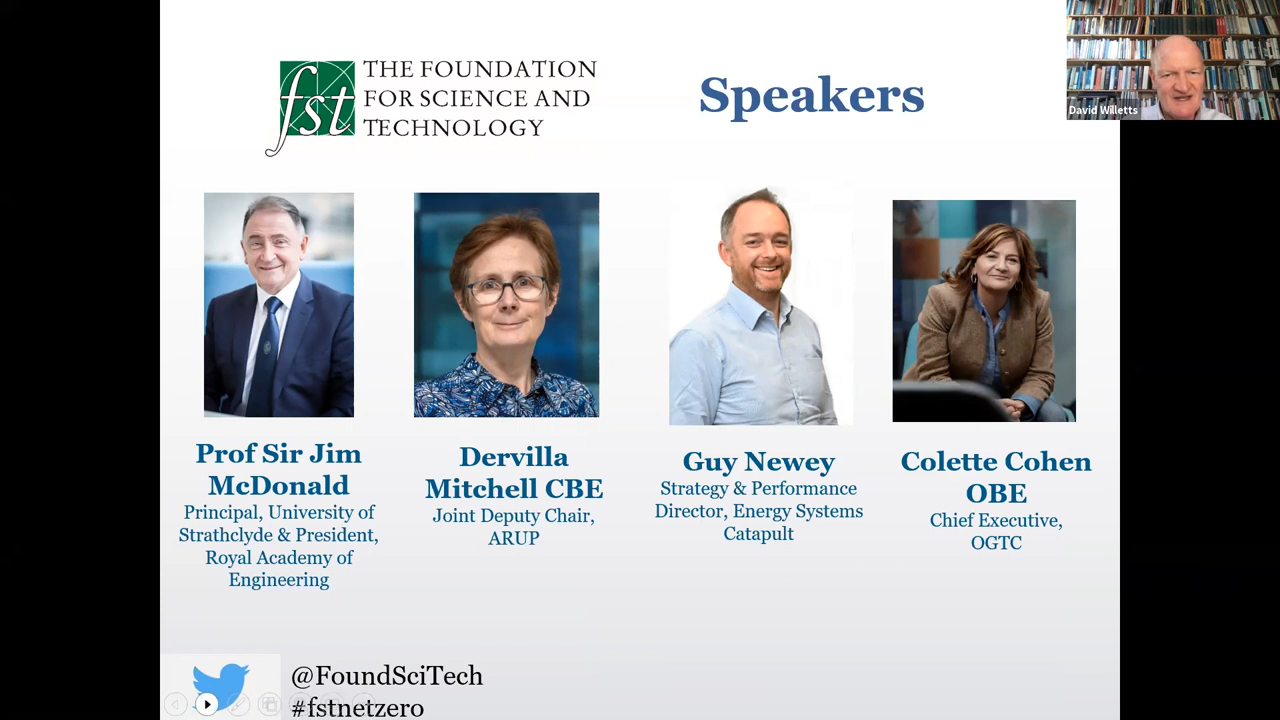 fst
THE FOUNDATION
FOR SCIENCE AND
TECHNOLOGY
Speakers
David Willetts
Prof Sir Jim
McDonald
Principal, University of
Strathclyde & President,
Royal Academy of
Engineering
Dervilla
Mitchell CBE
Joint Deputy Chair,
ARUP
Guy Newey
Strategy & Performance
Director, Energy Systems
Catapult
Colette Cohen
OBE
Chief Executive,
OGTC
@FoundSciTech
#fstnetzero